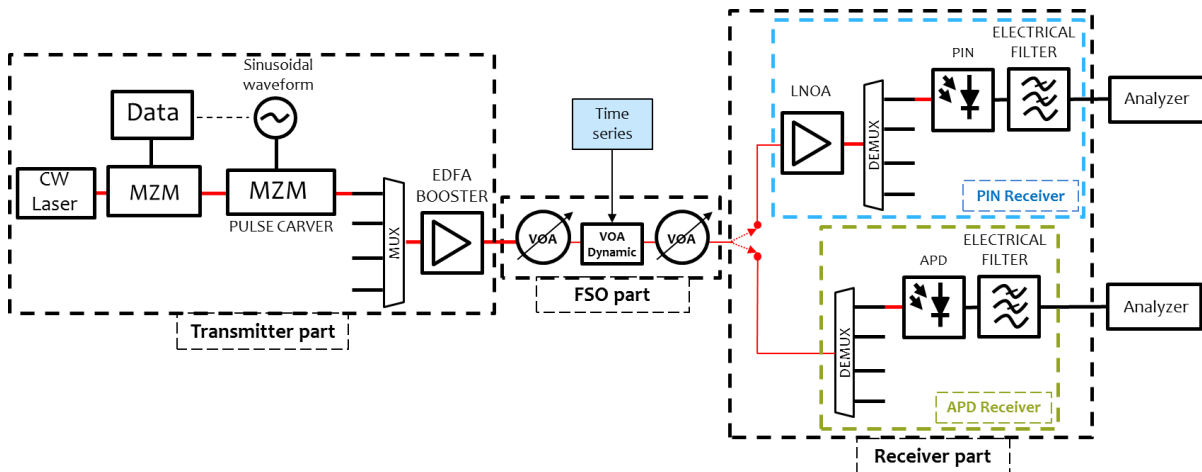 Sinusoidal
waveform
Data
CW
Laser
MZM
MZM
PULSE CARVER
MUX
EDFA
BOOSTER
Transmitter part
Time
series
VOA
VOA
Dynamic
VOA
FSO part
LNOA
DEMUX
PIN
ELECTRICAL
FILTER
PIN Receiver
Analyzer
DEMUX
APD
ELECTRICAL
FILTER
APD Receiver
Analyzer
Receiver part